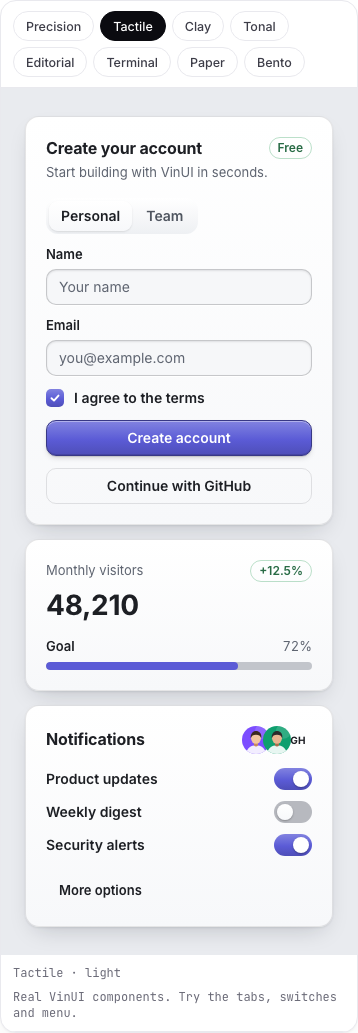 Precision Tactile Clay Tonal
Editorial Terminal Paper Bento
Create your account Free
Start building with VinUI in seconds.
Personal Team
Name
Your name
Email
you@example.com
I agree to the terms
Create account
Continue with GitHub
Monthly visitors +12.5%
48,210
Goal 72%
Notifications GH
Product updates
Weekly digest
Security alerts
More options
Tactile · light
Real VinUI components. Try the tabs, switches
and menu.